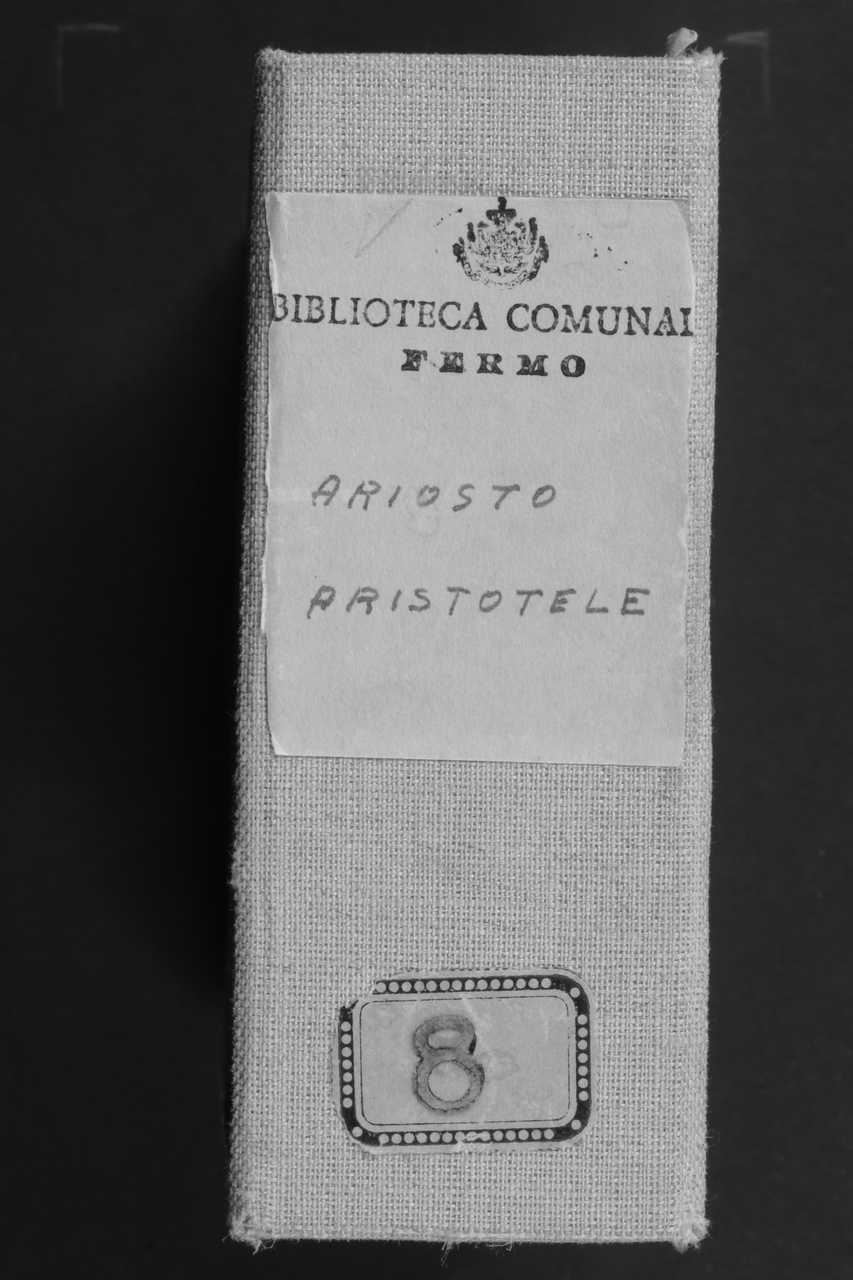 BIBLIOTECA COMUNAL
FERMO
ARIOSTO
ARISTOTELE
8